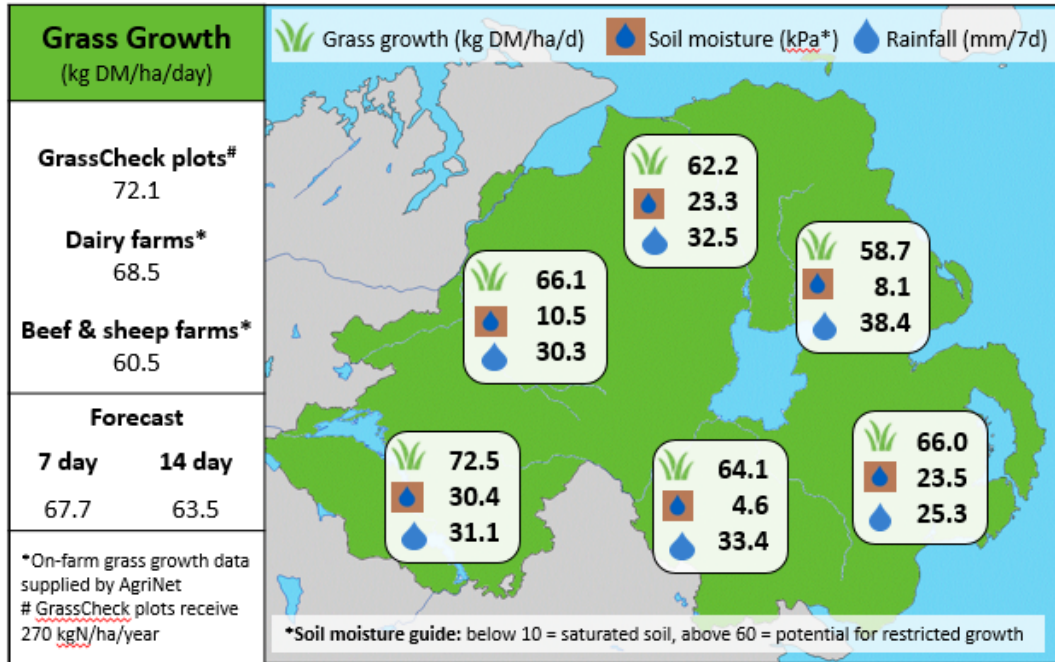 Grass Growth
(kg DM/ha/day)
GrassCheck plots#
72.1
Dairy farms*
68.5
Beef & sheep farms*
60.5
Forecast
7 day 14 day
67.7 63.5
*On-farm grass growth data
supplied by AgriNet
# GrassCheck plots receive
270 kgN/ha/year
Grass growth (kg DM/ha/d) Soil moisture (kPa*) Rainfall (mm/7d)
62.2
23.3
32.5
58.7
8.1
38.4
66.1
10.5
30.3
72.5
30.4
31.1
64.1
4.6
33.4
66.0
23.5
25.3
*Soil moisture guide: below 10 = saturated soil, above 60 = potential for restricted growth